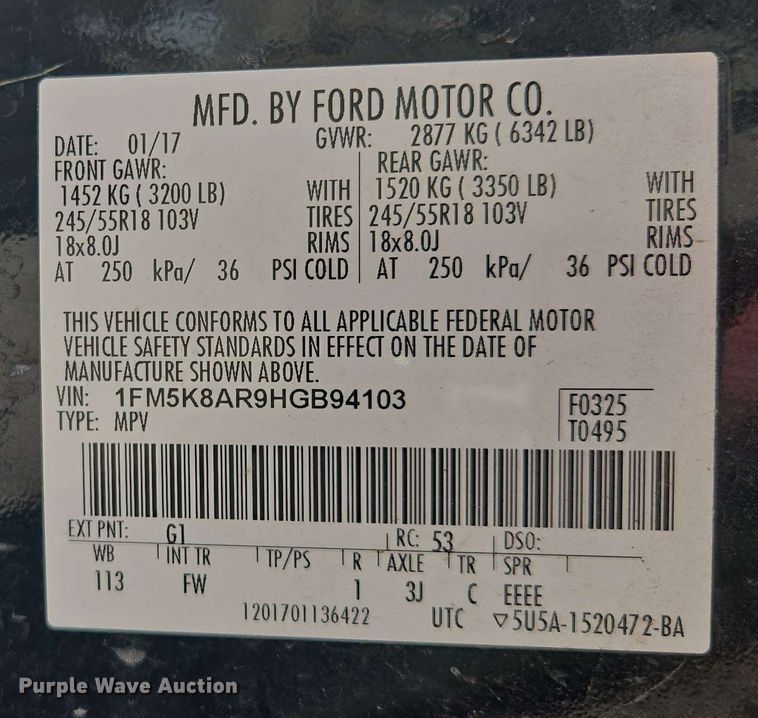 MFD. BY FORD MOTOR CO.
DATE: 01/17 GVWR: 2877 KG ( 6342 LB)
FRONT GAWR: REAR GAWR:
1452 KG ( 3200 LB) WITH 1520 KG ( 3350 LB) WITH
245/55R18 103V TIRES 245/55R18 103V TIRES
18x8.0J RIMS 18x8.0J RIMS
AT 250 kPa/ 36 PSI COLD AT 250 kPa/ 36 PSI COLD
THIS VEHICLE CONFORMS TO ALL APPLICABLE FEDERAL MOTOR
VEHICLE SAFETY STANDARDS IN EFFECT ON THE DATE OF
MANUFACTURE SHOWN ABOVE.
VIN: 1FM5K8AR9HGB94103 F0325
TYPE: MPV T0495
EXT PNT: G1 RC: 53 DSO:
WB INT TR TP/PS R AXLE TR SPR
113 FW 1 3J C EEEE
1201701136422 UTC ▽5U5A-1520472-BA
Purple Wave Auction